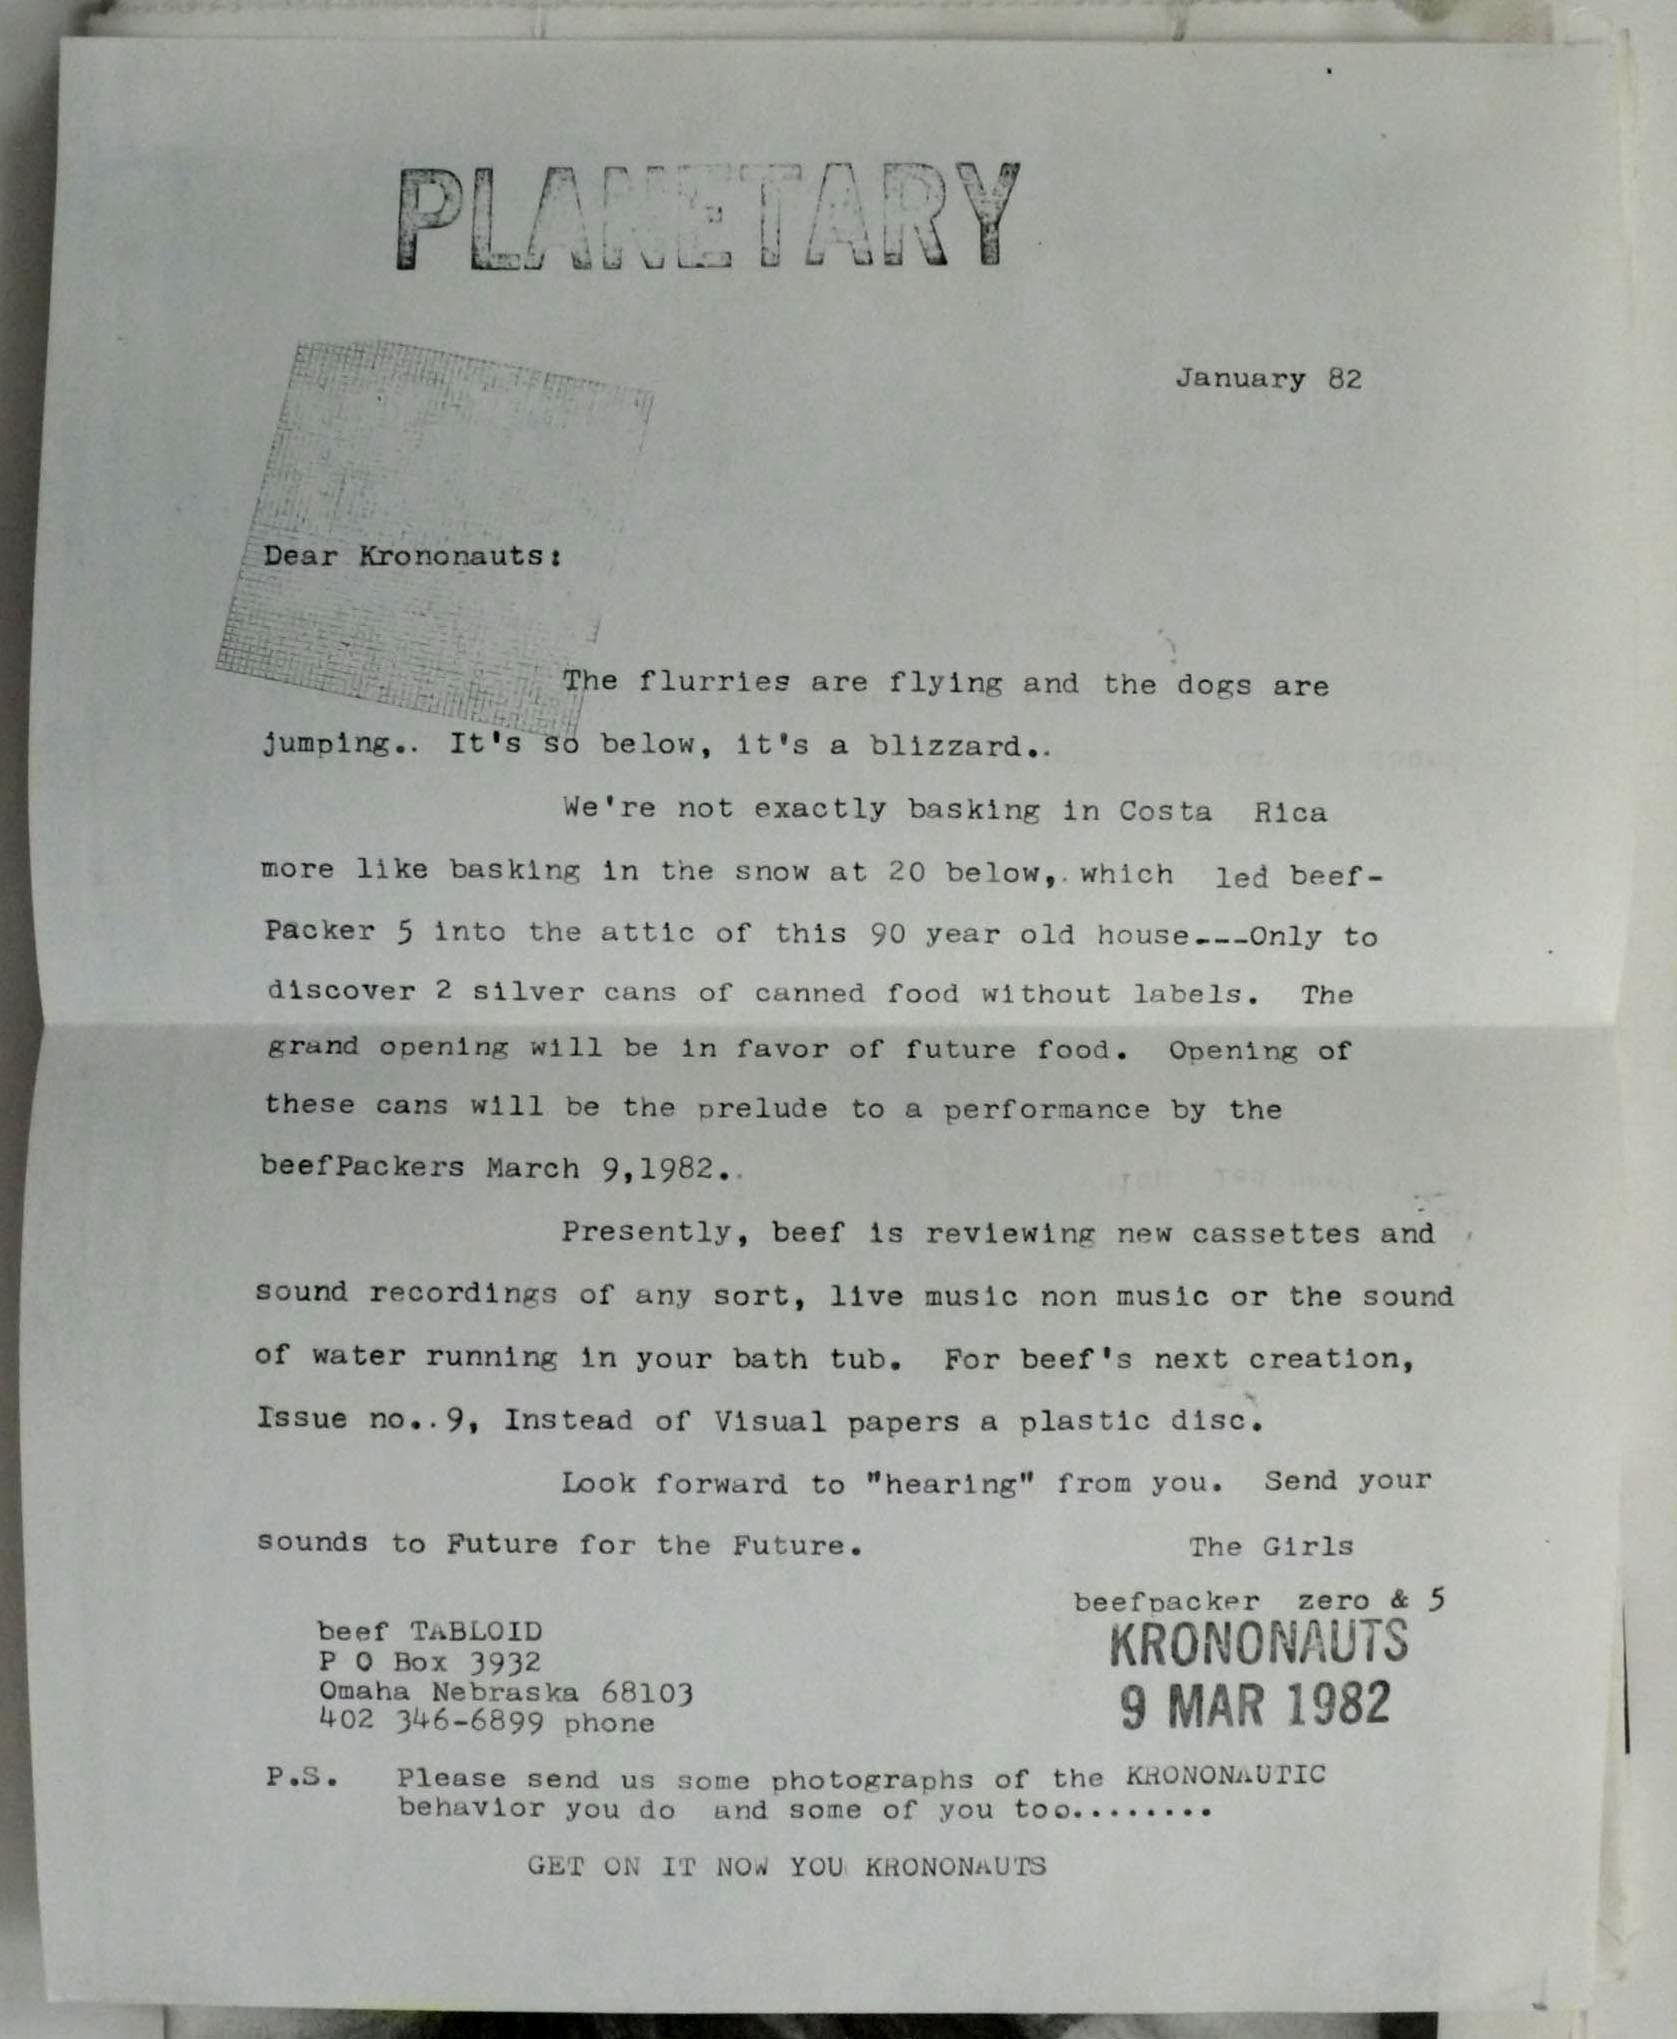 PLANETARY
January 82
Dear Krononauts:
The flurries are flying and the dogs are
jumping.. It's so below, it's a blizzard..
We're not exactly basking in Costa Rica
more like basking in the snow at 20 below,. which led beef-
Packer 5 into the attic of this 90 year old house---Only to
discover 2 silver cans of canned food without labels. The
grand opening will be in favor of future food. Opening of
these cans will be the prelude to a performance by the
beefPackers March 9,1982..
Presently, beef is reviewing new cassettes and
sound recordings of any sort, live music non music or the sound
of water running in your bath tub. For beef's next creation,
Issue no..9, Instead of Visual papers a plastic disc.
Look forward to "hearing" from you. Send your
sounds to Future for the Future.
The Girls
beefpacker zero & 5
KRONONAUTS
9 MAR 1982
beef TABLOID
P O Box 3932
Omaha Nebraska 68103
402 346-6899 phone
P.S. Please send us some photographs of the KRONONAUTIC
behavior you do and some of you too........
GET ON IT NOW YOU KRONONAUTS